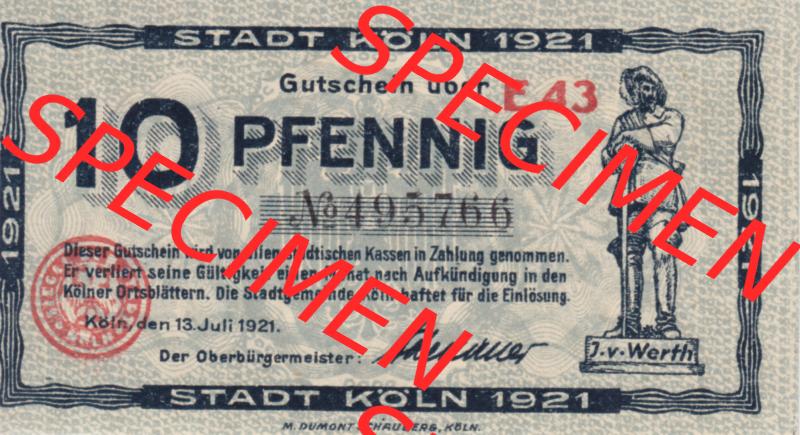 STADT KÖLN 1921
Gutschein über E 43
10 PFENNIG
№ 495766
Dieser Gutschein wird von allen städtischen Kassen in Zahlung genommen.
Er verliert seine Gültigkeit einen Monat nach Aufkündigung in den
Kölner Ortsblättern. Die Stadtgemeinde Köln haftet für die Einlösung.
Köln, den 13. Juli 1921.
Der Oberbürgermeister:
J. v. Werth
STADT KÖLN 1921
M. DUMONT SCHAUBERG, KÖLN.
1921
1921
SPECIMEN
SPECIMEN